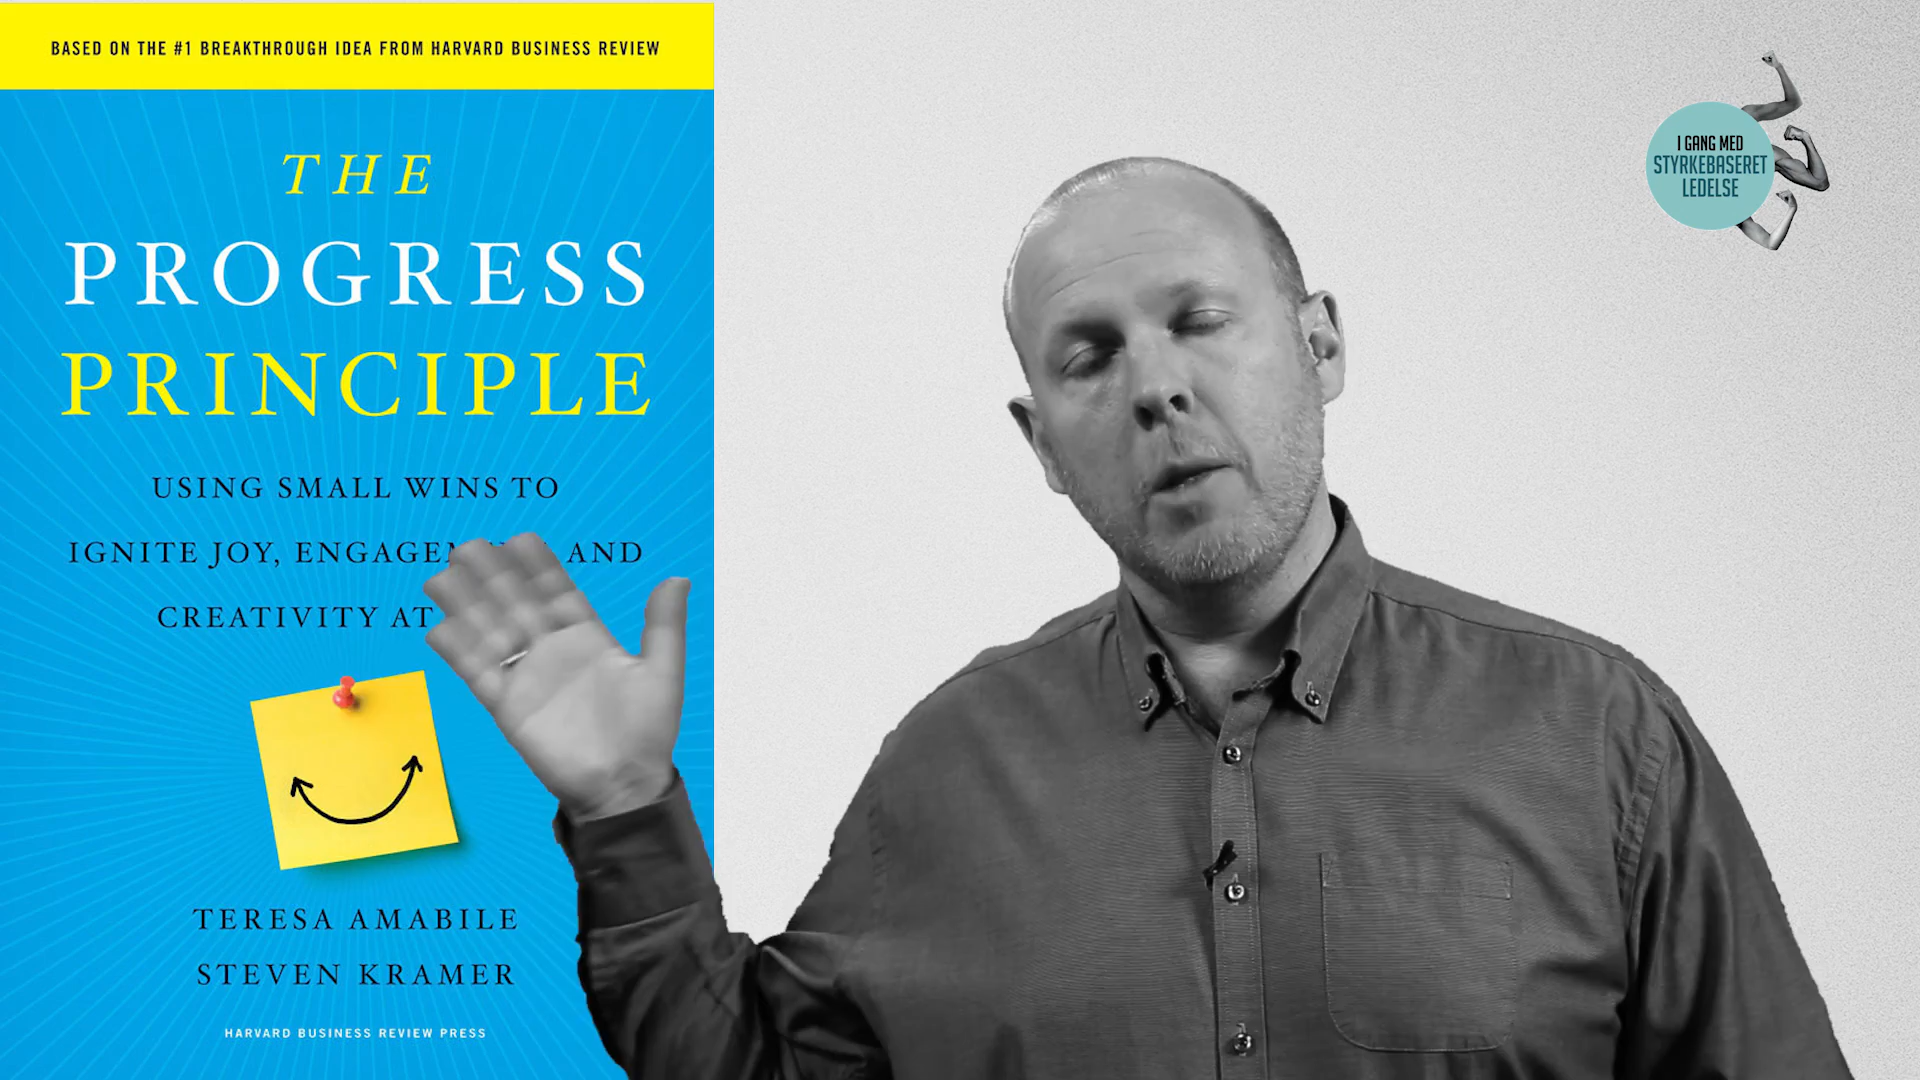 BASED ON THE #1 BREAKTHROUGH IDEA FROM HARVARD BUSINESS REVIEW
THE
PROGRESS
PRINCIPLE
USING SMALL WINS TO
IGNITE JOY, AND
CREATIVITY AT
TERESA AMABILE
STEVEN KRAMER
HARVARD BUSINESS REVIEW PRESS
I GANG MED
STYRKEBASERET
LEDELSE